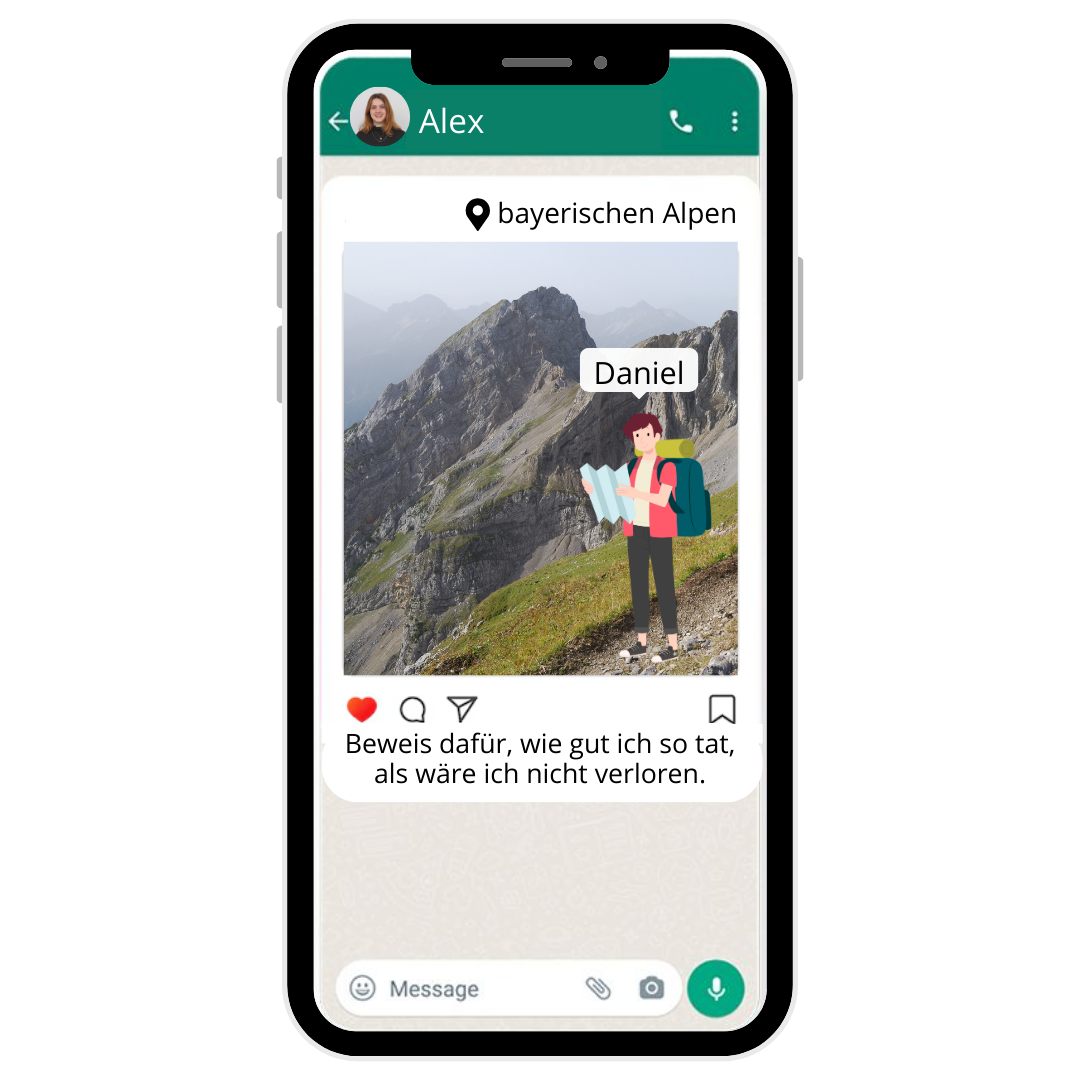 Alex
bayerischen Alpen
Daniel
Beweis dafür, wie gut ich so tat,
als wäre ich nicht verloren.
Message